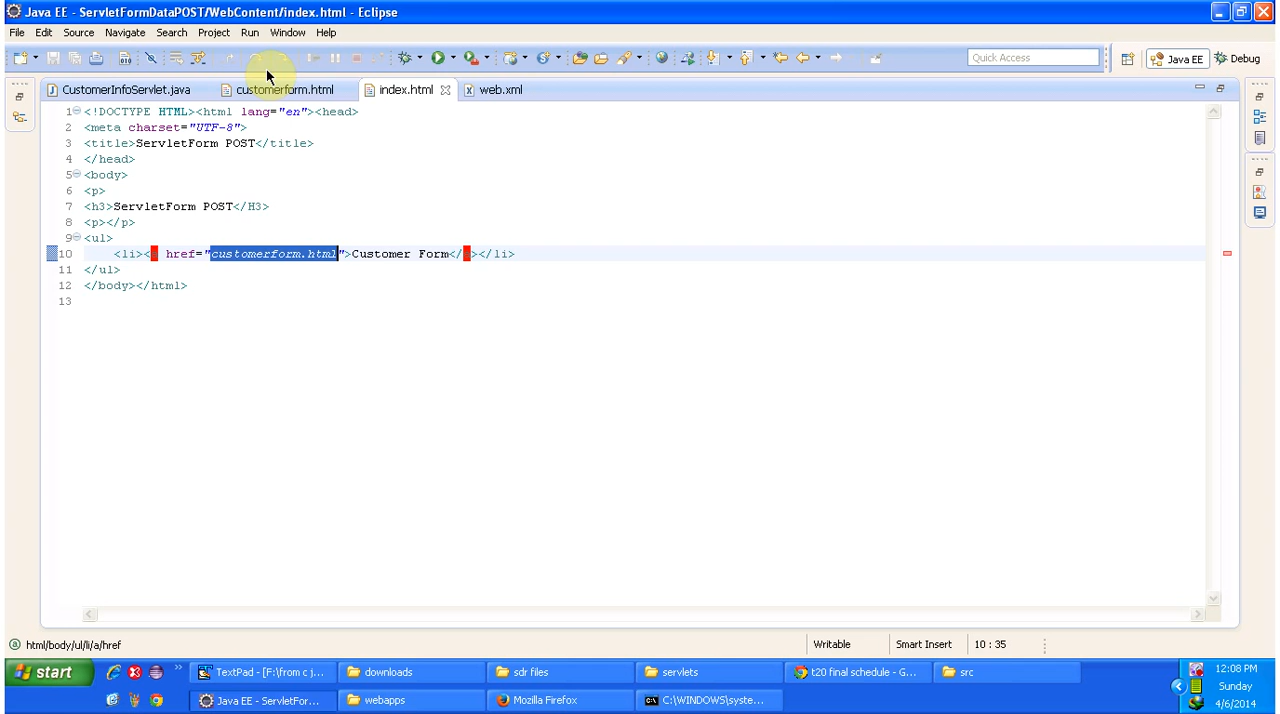 Java EE - ServletFormDataPOST/WebContent/index.html - Eclipse
File Edit Source Navigate Search Project Run Window Help
Quick Access
Java EE
Debug
CustomerInfoServlet.java
customerform.html
index.html
web.xml
1 <!DOCTYPE HTML><html lang="en"><head>
2 <meta charset="UTF-8">
3 <title>ServletForm POST</title>
4 </head>
5 <body>
6 <p>
7 <h3>ServletForm POST</H3>
8 <p></p>
9 <ul>
10 <li>< href="customerform.html">Customer Form</ ></li>
11 </ul>
12 </body></html>
13
html/body/ul/li/a/href
Writable
Smart Insert
10 : 35
start
TextPad - [F:\from c j...
downloads
sdr files
servlets
t20 final schedule - G...
src
12:08 PM
Sunday
4/6/2014
Java EE - ServletFor...
webapps
Mozilla Firefox
C:\WINDOWS\syste...